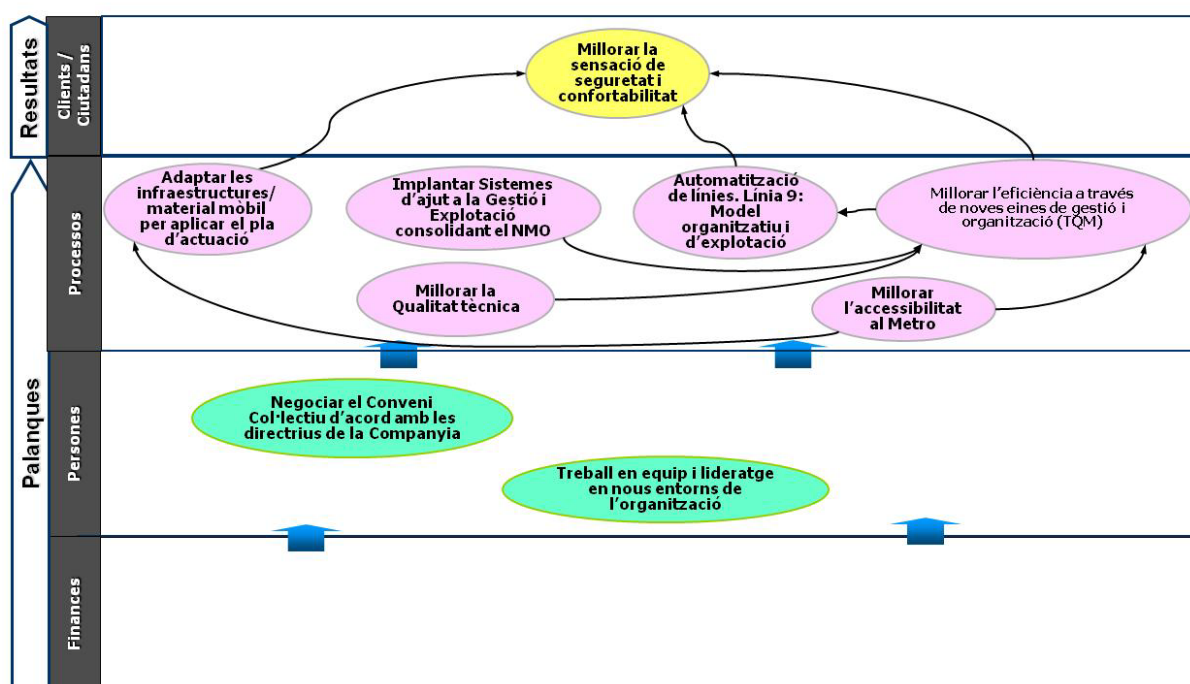 Resultats
Clients /
Ciutadans
Millorar la
sensació de
seguretat i
confortabilitat
Palanques
Processos
Adaptar les
infraestructures/
material mòbil
per aplicar el pla
d'actuació
Implantar Sistemes
d'ajut a la Gestió i
Explotació
consolidant el NMO
Automatització
de línies. Línia 9:
Model
organitzatiu i
d'explotació
Millorar l'eficiència a través
de noves eines de gestió i
organització (TQM)
Millorar la
Qualitat tècnica
Millorar
l'accessibilitat
al Metro
Persones
Negociar el Conveni
Col·lectiu d'acord amb les
directrius de la Companyia
Treball en equip i lideratge
en nous entorns de
l'organització
Finances